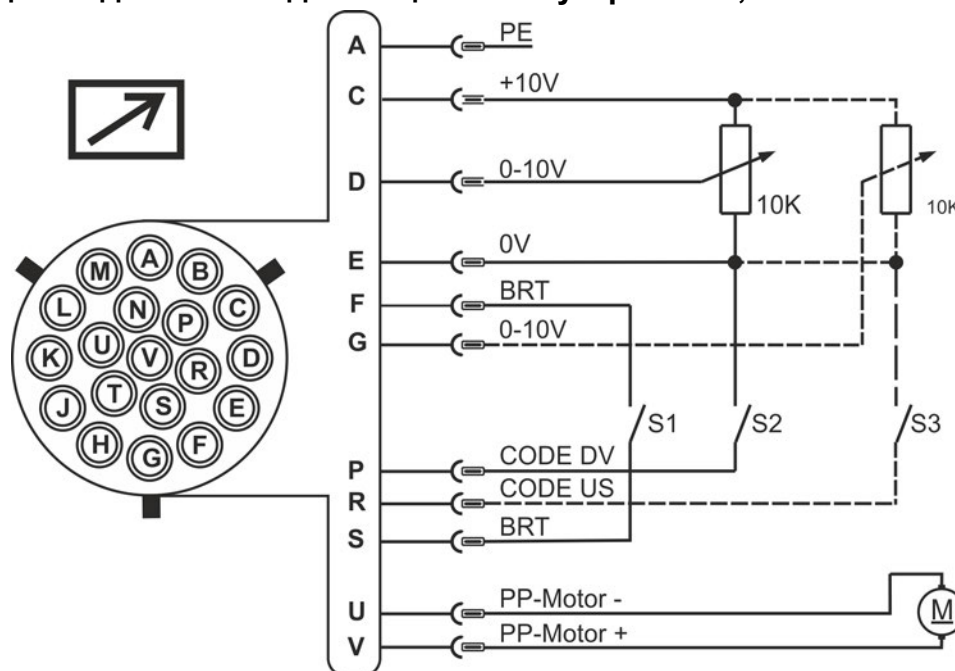 A PE
C +10V
D 0-10V
10K
10K
E 0V
F BRT
G 0-10V
S1 S2 S3
P CODE DV
R CODE US
S BRT
U PP-Motor -
V PP-Motor +
M
A
M B
L N P C
K U V R D
J T S E
H F
G